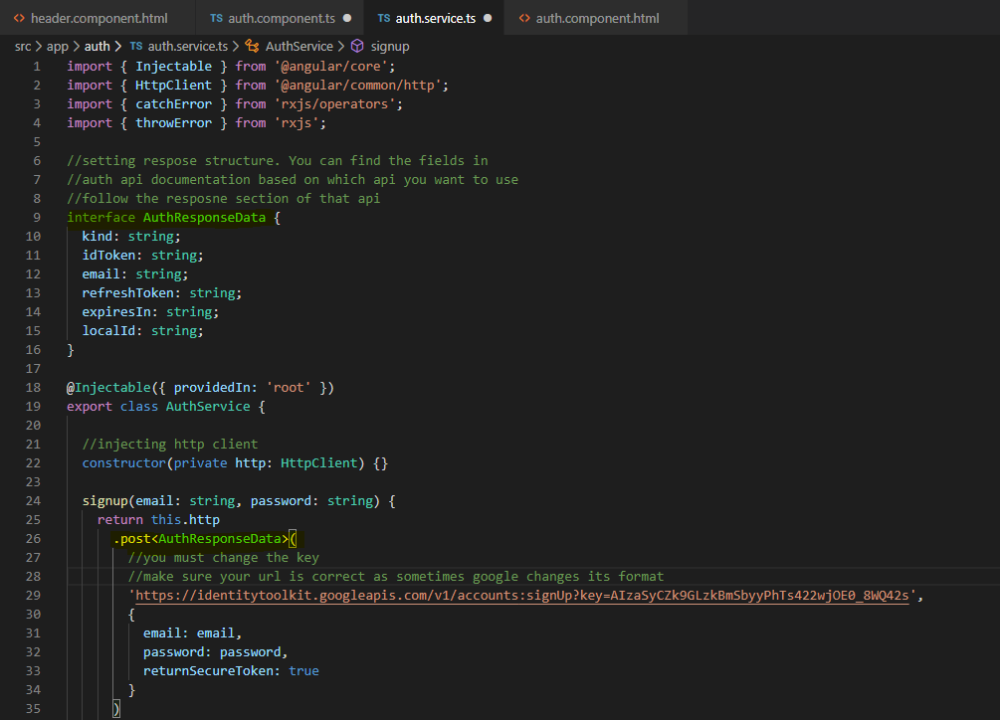 header.component.html TS auth.component.ts TS auth.service.ts auth.component.html
src > app > auth > TS auth.service.ts > AuthService > signup
1 import { Injectable } from '@angular/core';
2 import { HttpClient } from '@angular/common/http';
3 import { catchError } from 'rxjs/operators';
4 import { throwError } from 'rxjs';
5
6 //setting respose structure. You can find the fields in
7 //auth api documentation based on which api you want to use
8 //follow the resposne section of that api
9 interface AuthResponseData {
10 kind: string;
11 idToken: string;
12 email: string;
13 refreshToken: string;
14 expiresIn: string;
15 localId: string;
16 }
17
18 @Injectable({ providedIn: 'root' })
19 export class AuthService {
20
21 //injecting http client
22 constructor(private http: HttpClient) {}
23
24 signup(email: string, password: string) {
25 return this.http
26 .post<AuthResponseData>(
27 //you must change the key
28 //make sure your url is correct as sometimes google changes its format
29 'https://identitytoolkit.googleapis.com/v1/accounts:signUp?key=AIzaSyCZk9GLzkBmSbyyPhTs422wjOE0_8WQ42s',
30 {
31 email: email,
32 password: password,
33 returnSecureToken: true
34 }
35 )